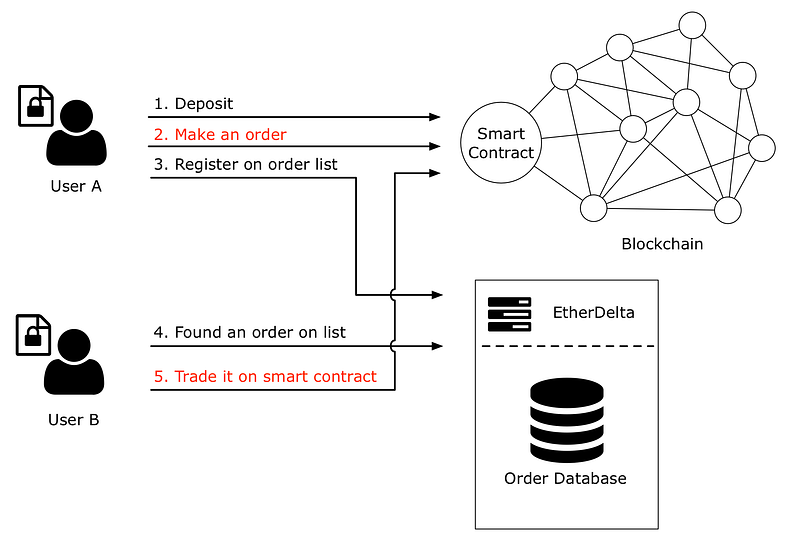 1. Deposit
2. Make an order
3. Register on order list
User A
Smart
Contract
Blockchain
EtherDelta
4. Found an order on list
5. Trade it on smart contract
User B
Order Database